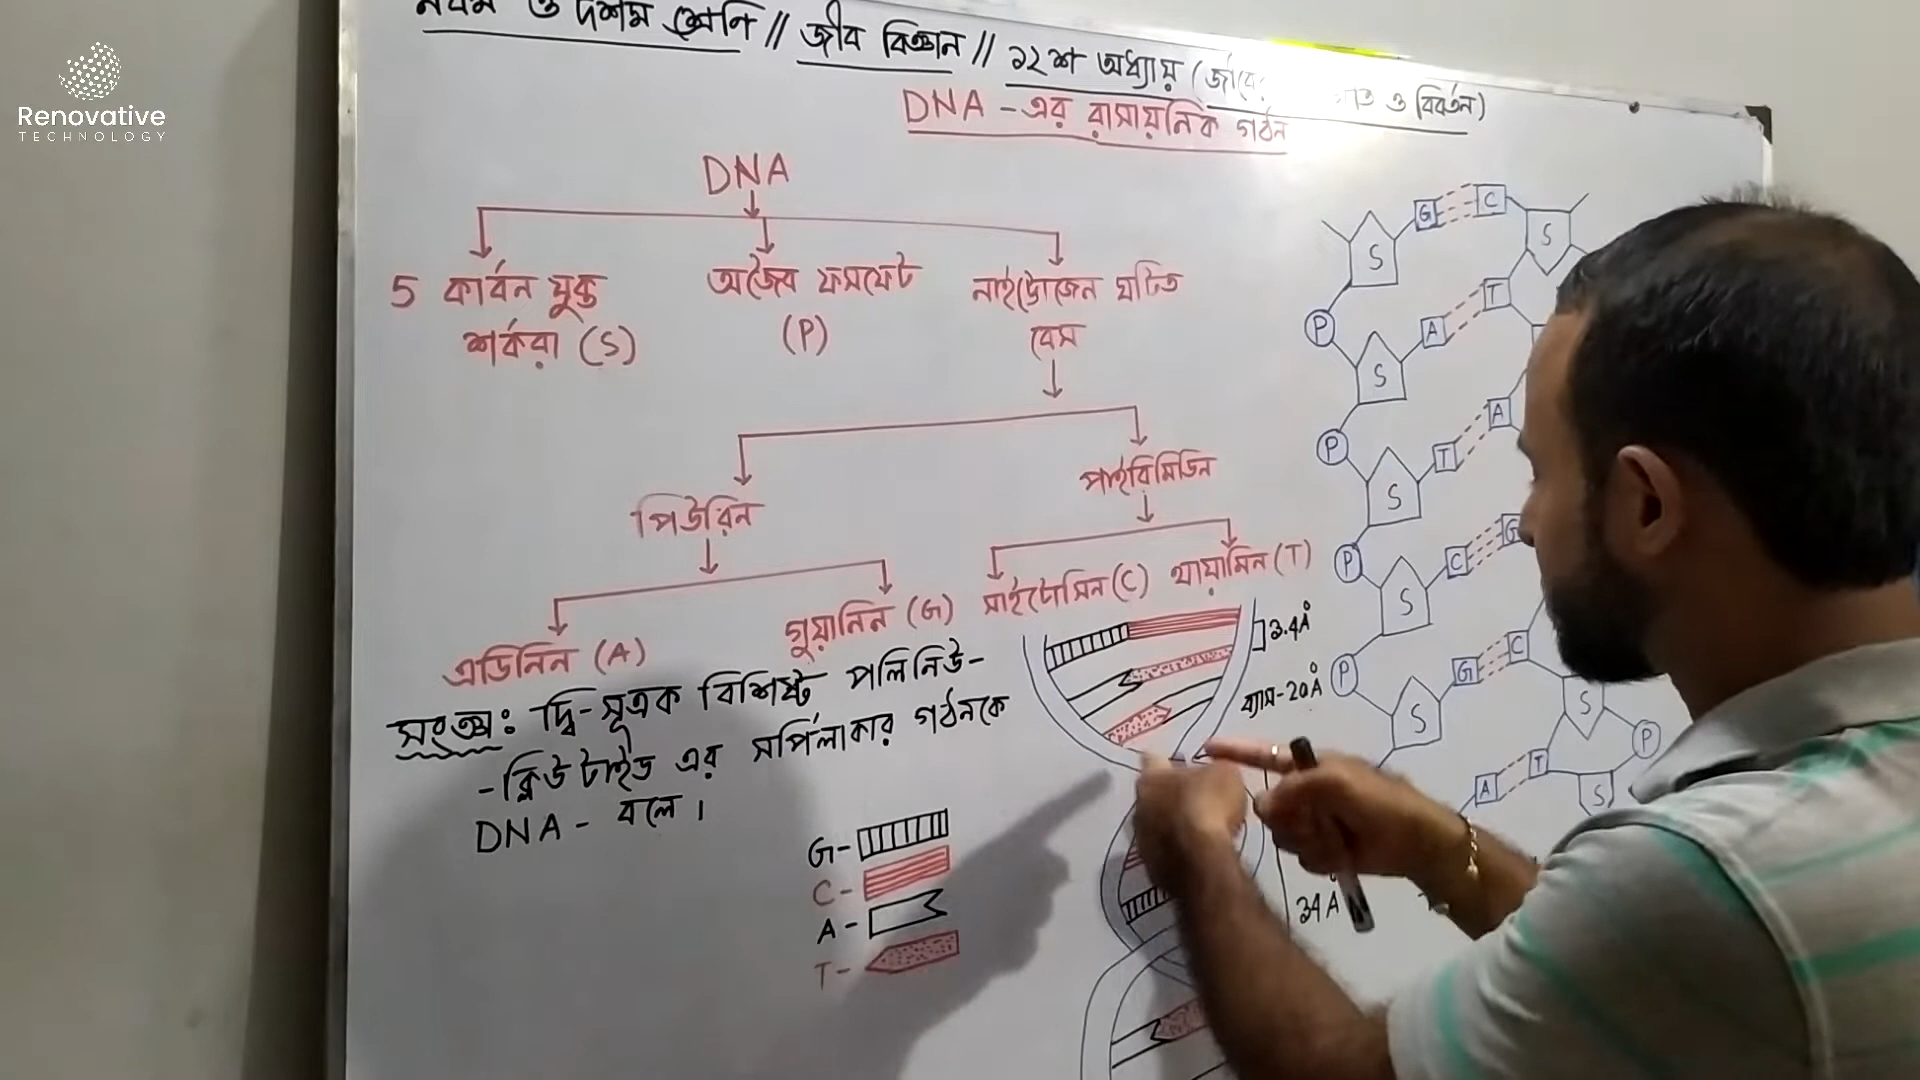 Renovative
TECHNOLOGY
নবম ও দশম শ্রেণি // জীব বিজ্ঞান // ১২শ অধ্যায় (জীবের ও বিবর্তন)
DNA - এর রাসায়নিক গঠন
DNA
5 কার্বন যুক্ত শর্করা (S)
অজৈব ফসফেট (P)
নাইট্রোজেন ঘটিত বেস
পিউরিন
পাইরিমিডিন
এডিনিন (A)
গুয়ানিন (G)
সাইটোসিন (C)
থায়ামিন (T)
সংজ্ঞা: দ্বি-সূত্রক বিশিষ্ট পলিনিউ-
-ক্লিউটাইড এর সর্পিলাকার গঠনকে
DNA - বলে।
G-
C-
A-
T-
3.4Å
ব্যাস-20Å
34Å
S G C S
P A T
S
P T A
S
P C G
S
P G C
S S P
A T S